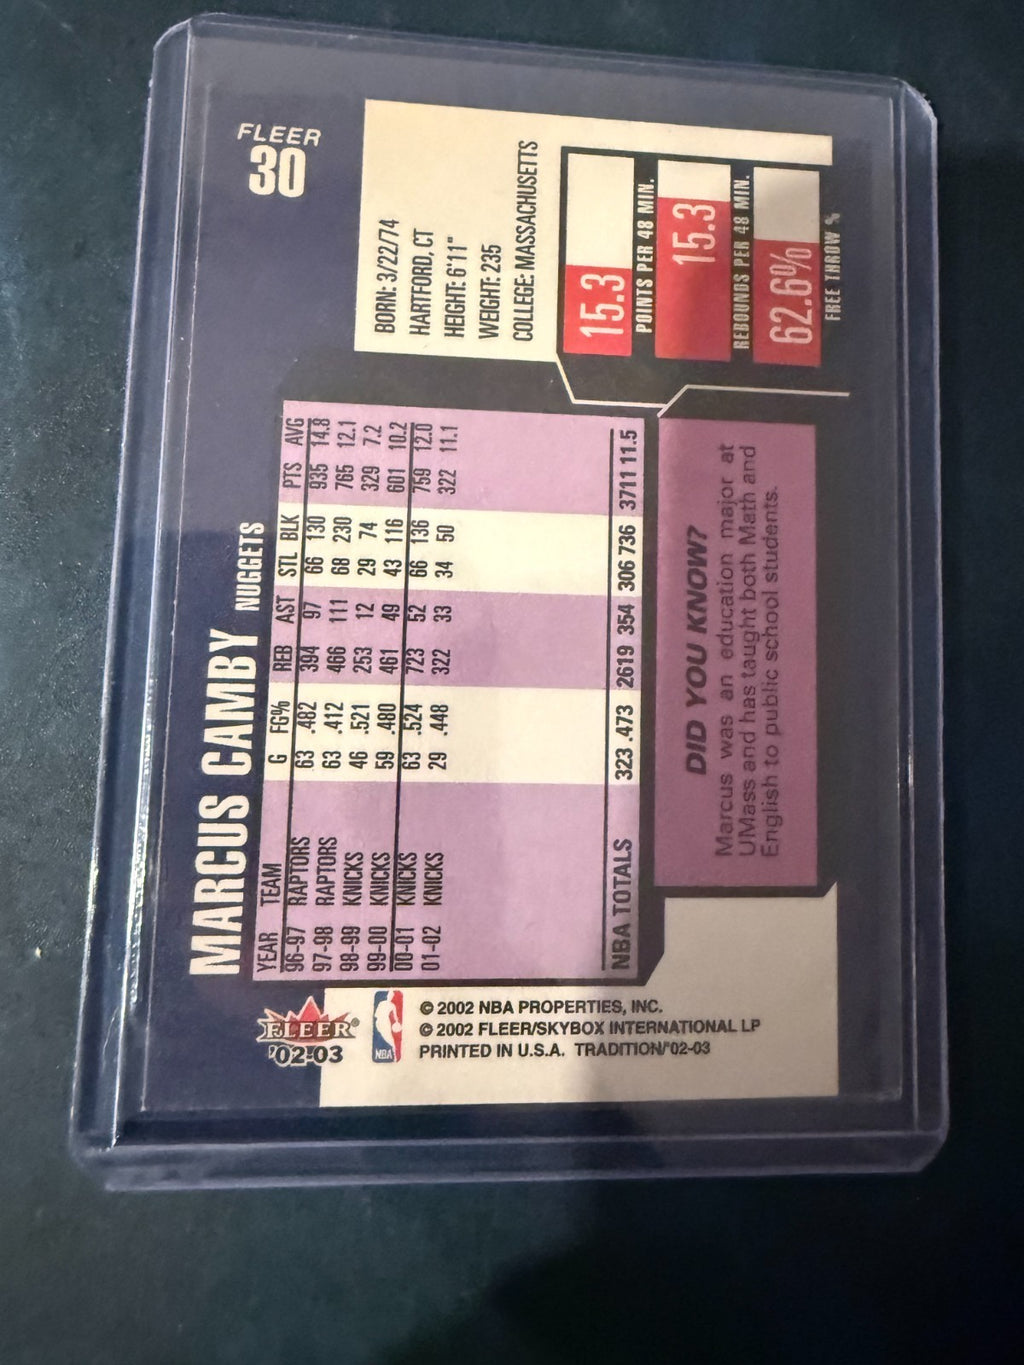 FLEER
30
MARCUS CAMBY NUGGETS
YEAR TEAM G FG% REB AST STL BLK PTS AVG
96-97 RAPTORS 63 .482 394 97 66 130 935 14.8
97-98 RAPTORS 63 .412 466 111 68 230 765 12.1
98-99 KNICKS 46 .521 253 12 29 74 329 7.2
99-00 KNICKS 59 .480 461 49 43 116 601 10.2
00-01 KNICKS 63 .524 723 52 66 136 759 12.0
01-02 KNICKS 29 .448 322 33 34 50 322 11.1
NBA TOTALS 323 .473 2619 354 306 736 3711 11.5
BORN: 3/22/74
HARTFORD, CT
HEIGHT: 6'11"
WEIGHT: 235
COLLEGE: MASSACHUSETTS
15.3
POINTS PER 48 MIN.
15.3
REBOUNDS PER 48 MIN.
62.6%
FREE THROW %
DID YOU KNOW?
Marcus was an education major at
UMass and has taught both Math and
English to public school students.
FLEER®
'02-03
NBA
© 2002 NBA PROPERTIES, INC.
© 2002 FLEER/SKYBOX INTERNATIONAL LP
PRINTED IN U.S.A. TRADITION/'02-03